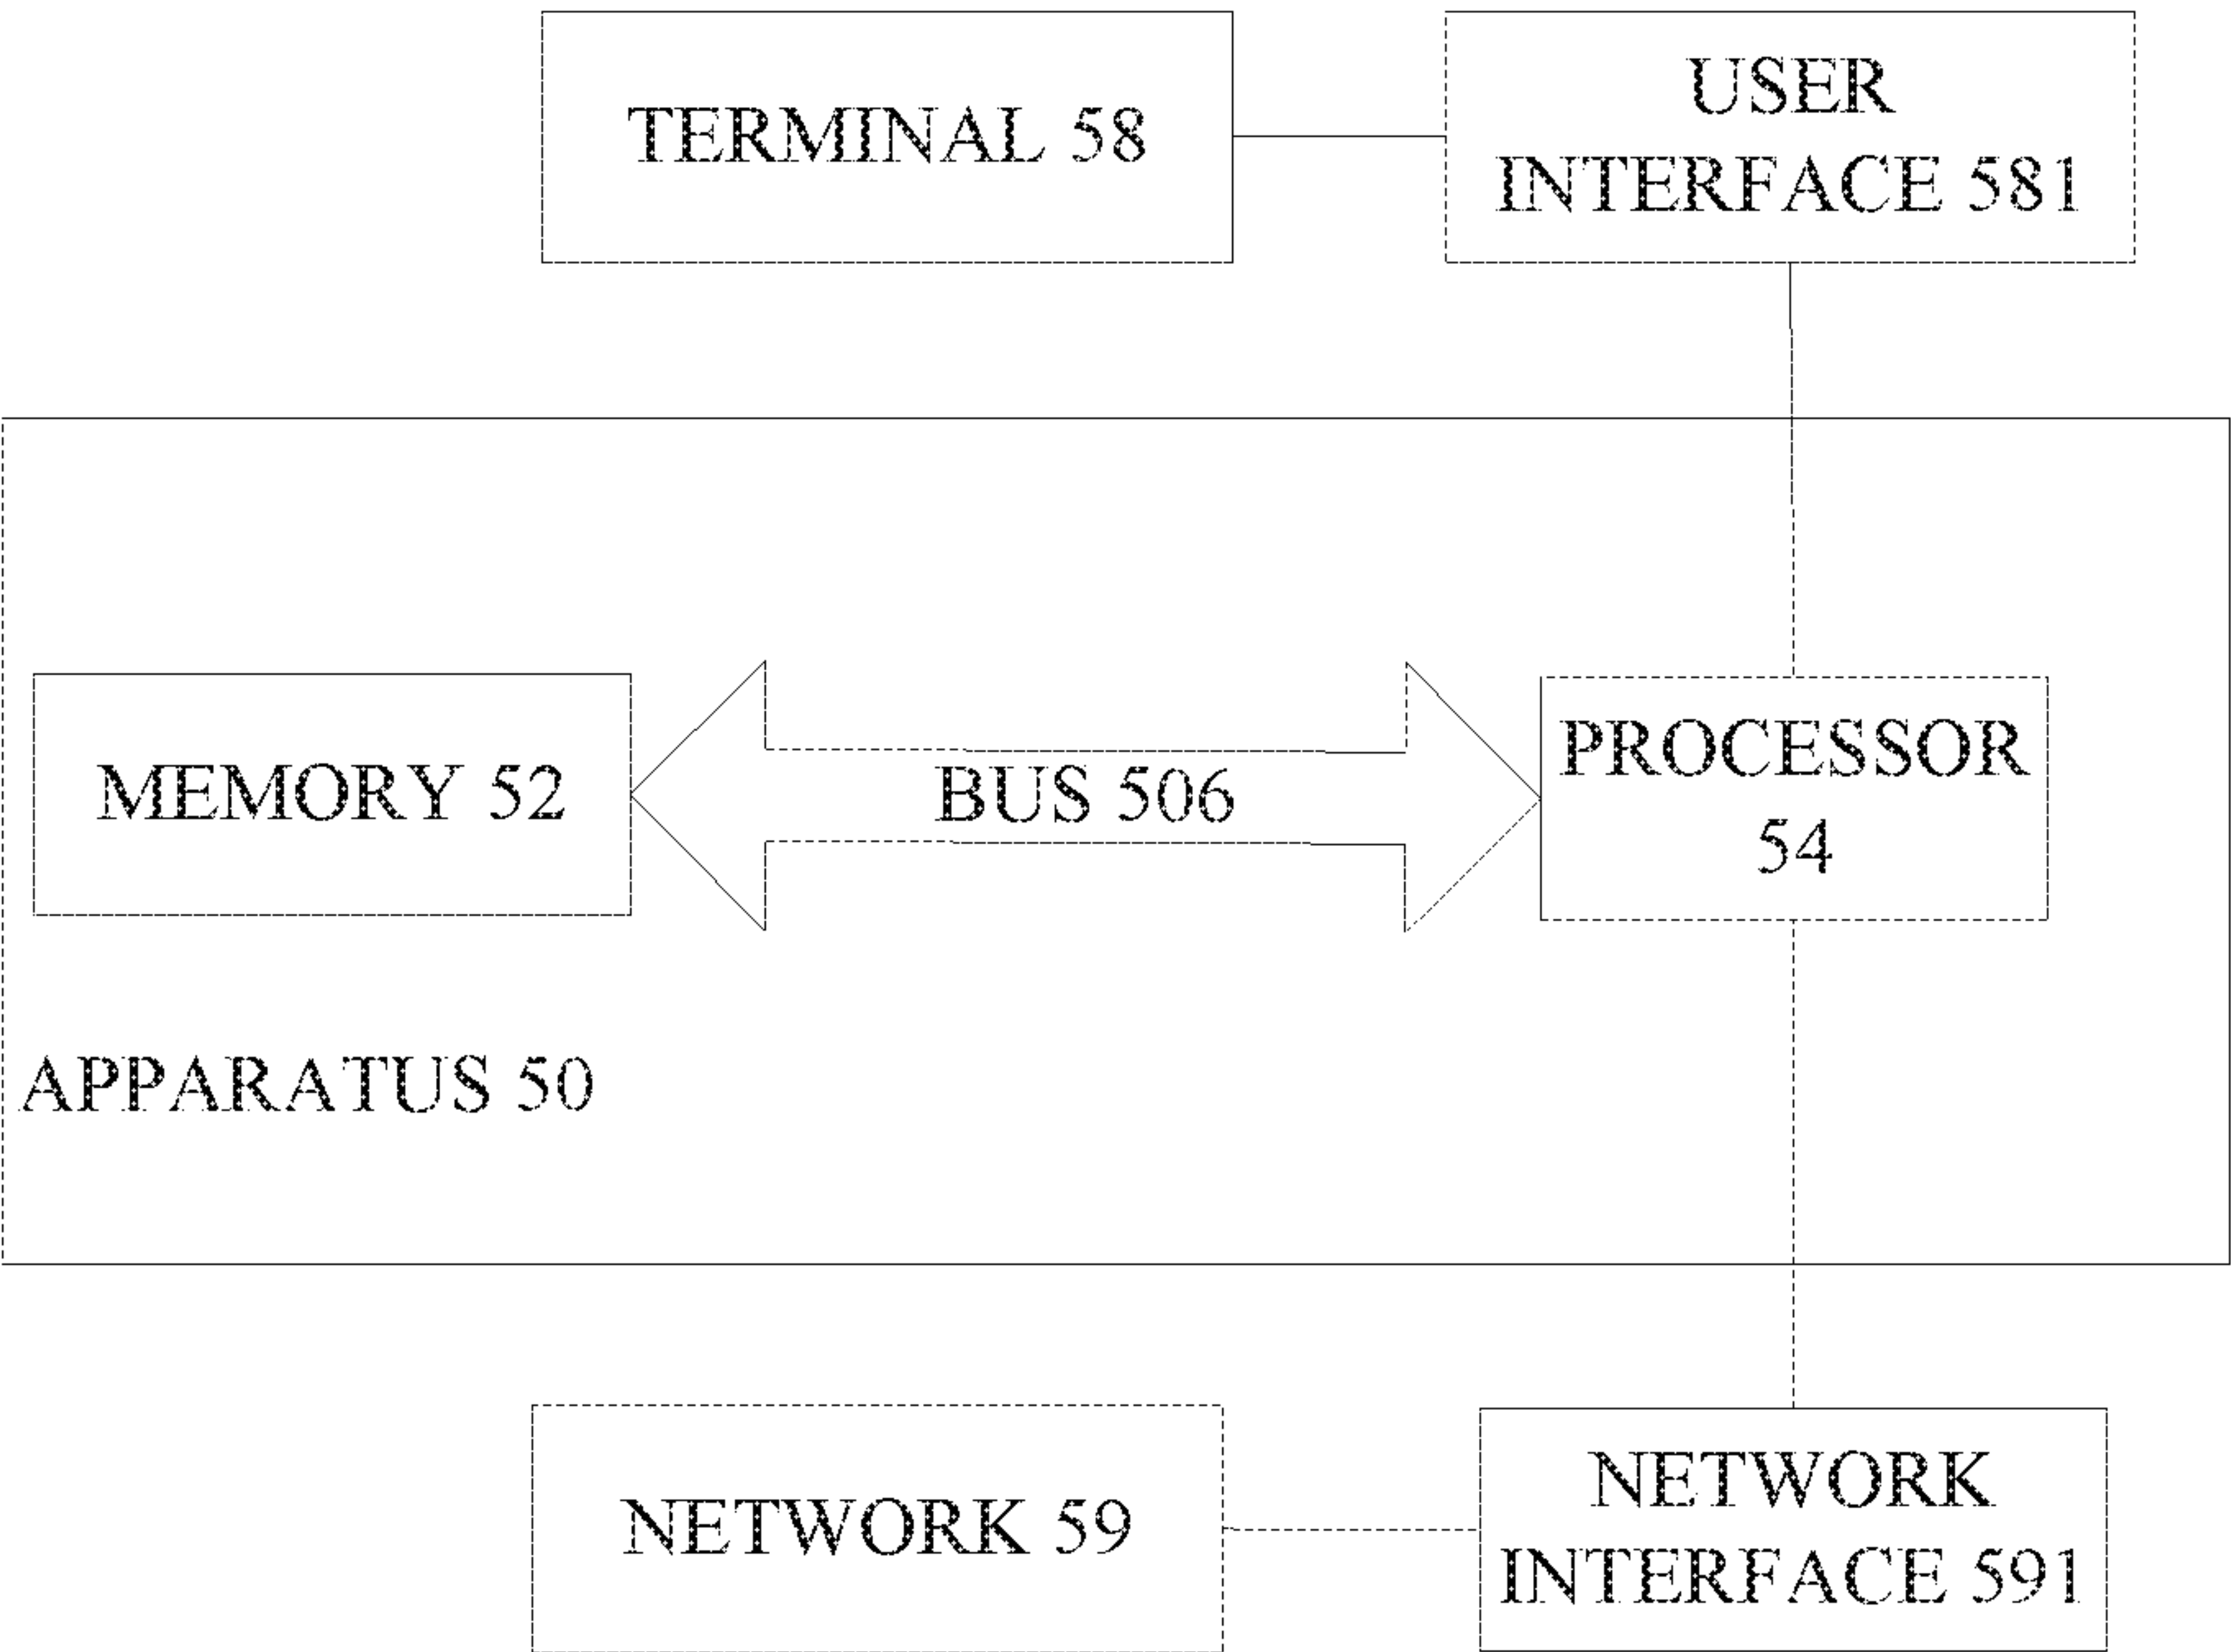 TERMINAL 58
USER
INTERFACE 581
MEMORY 52
BUS 506
PROCESSOR
54
APPARATUS 50
NETWORK 59
NETWORK
INTERFACE 591